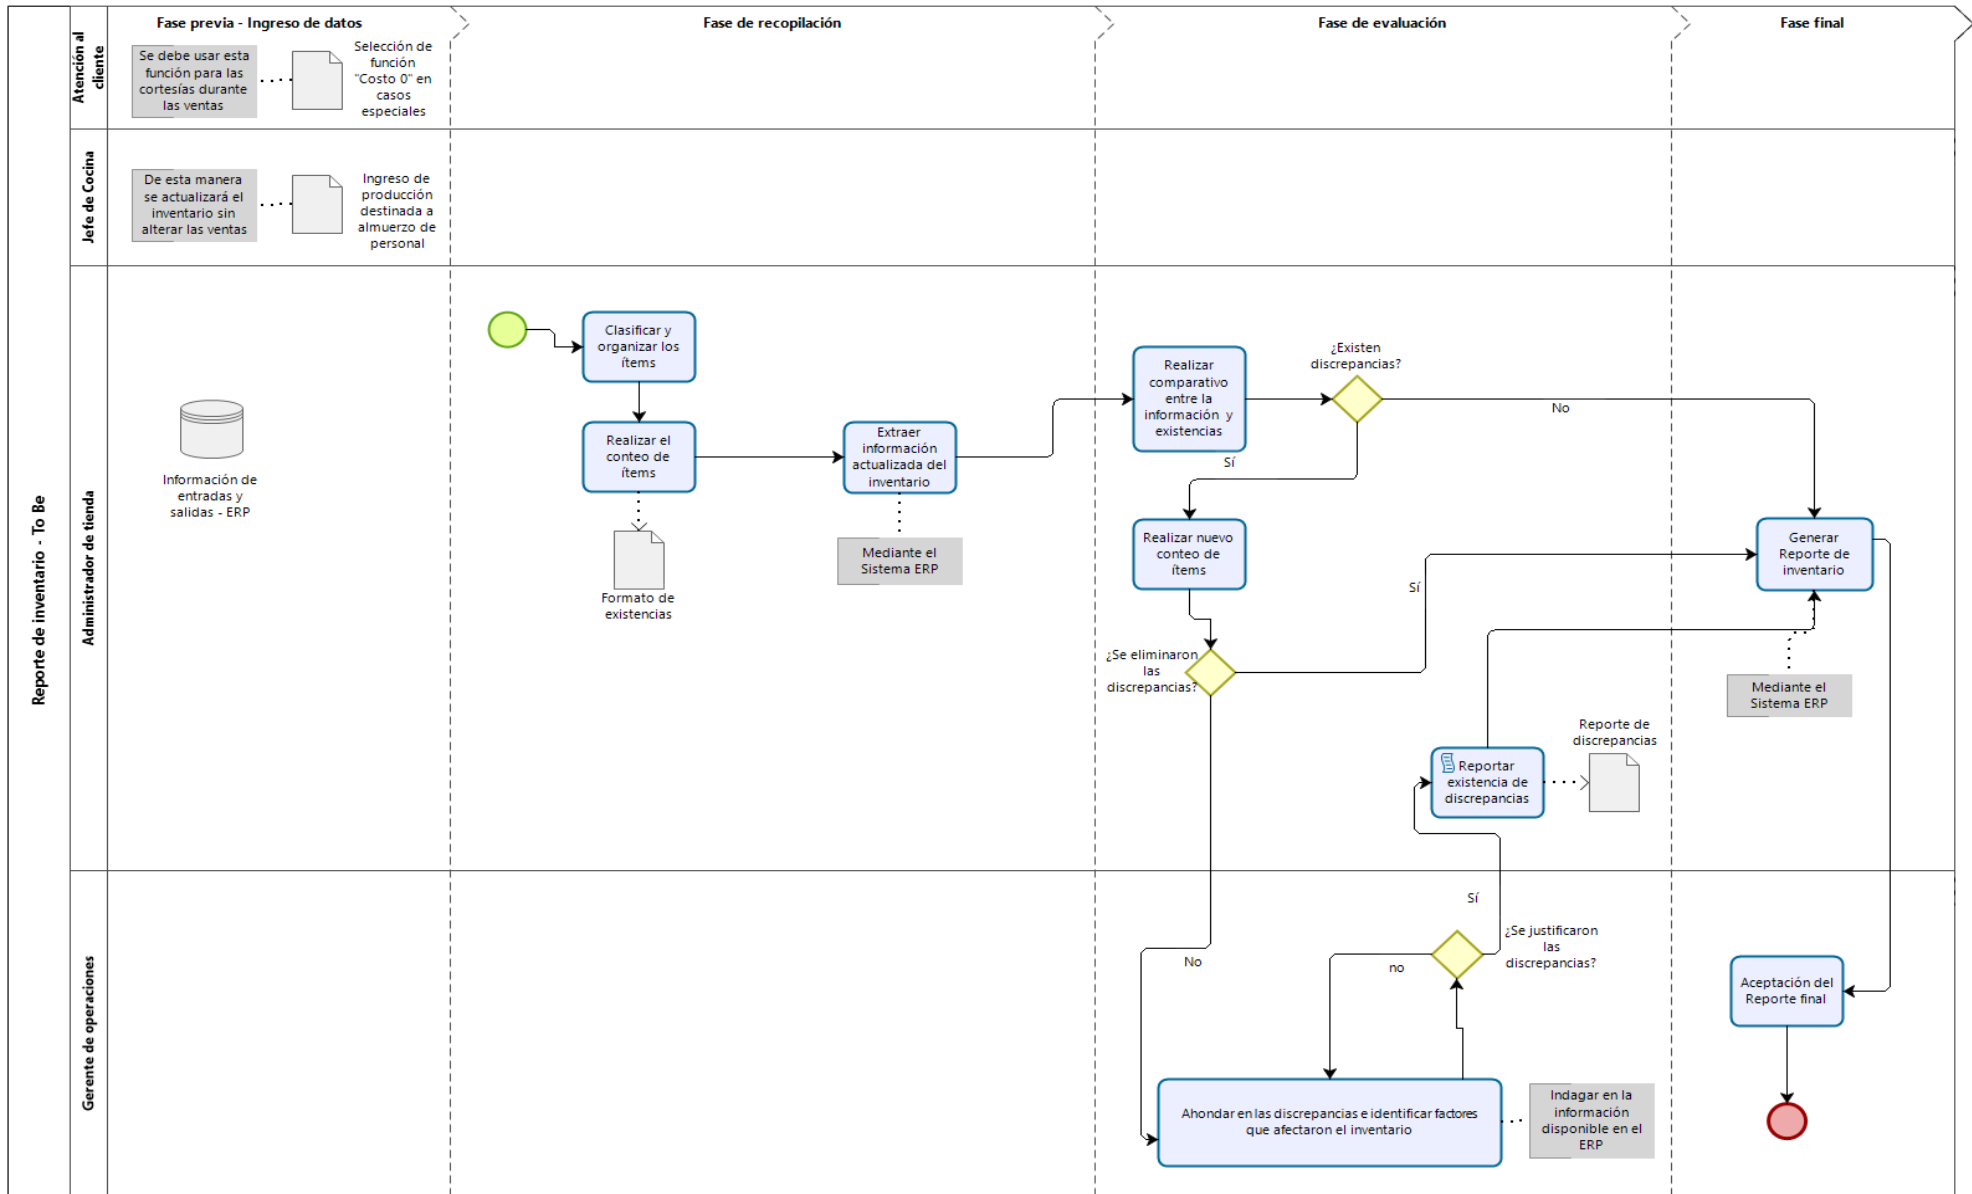 Reporte de inventario - To Be
Fase previa - Ingreso de datos
Fase de recopilación
Fase de evaluación
Fase final
Atención al
cliente
Se debe usar esta
función para las
cortesías durante
las ventas
Selección de
función
"Costo 0" en
casos
especiales
Jefe de Cocina
De esta manera
se actualizará el
inventario sin
alterar las ventas
Ingreso de
producción
destinada a
almuerzo de
personal
Administrador de tienda
Información de
entradas y
salidas - ERP
Clasificar y
organizar los
ítems
Realizar el
conteo de
ítems
Formato de
existencias
Extraer
información
actualizada del
inventario
Mediante el
Sistema ERP
Realizar
comparativo
entre la
información y
existencias
¿Existen
discrepancias?
No
Sí
Realizar nuevo
conteo de
ítems
¿Se eliminaron
las
discrepancias?
Sí
Generar
Reporte de
inventario
Mediante el
Sistema ERP
Reportar
existencia de
discrepancias
Reporte de
discrepancias
Gerente de operaciones
No
Sí
¿Se justificaron
las
discrepancias?
no
Ahondar en las discrepancias e identificar factores
que afectaron el inventario
Indagar en la
información
disponible en el
ERP
Aceptación del
Reporte final